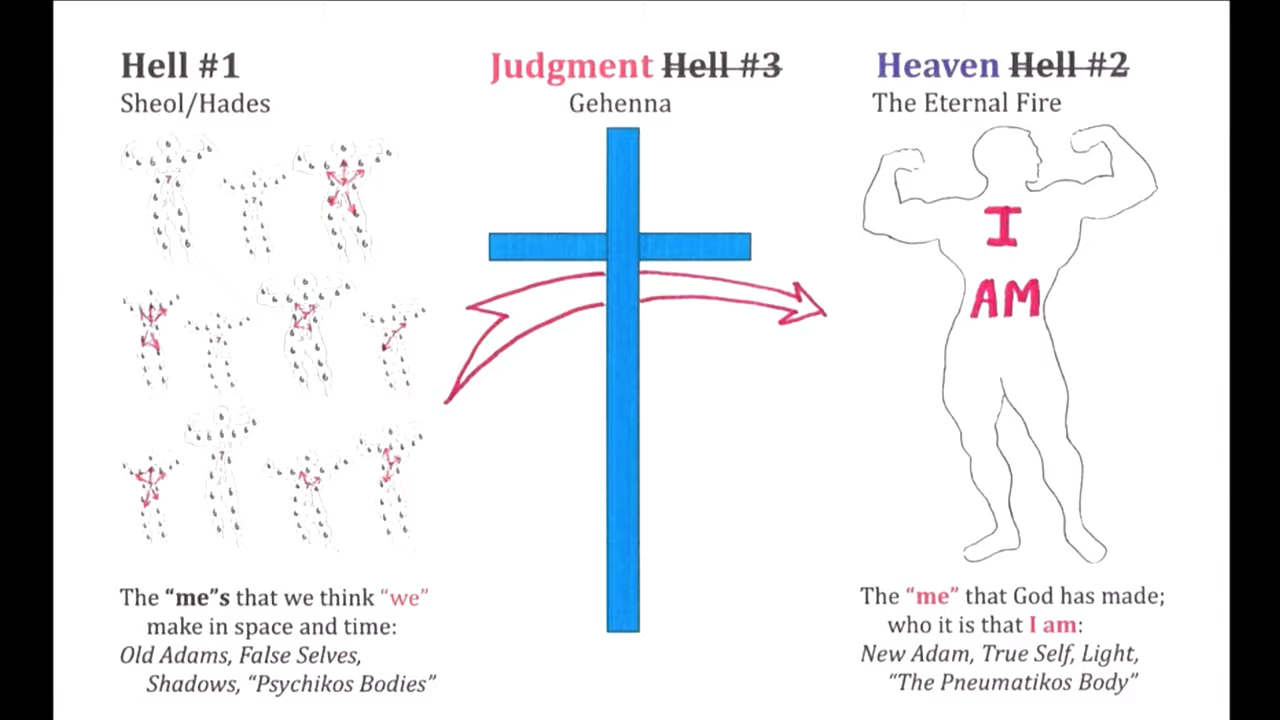 Hell #1
Sheol/Hades
Judgment Hell #3
Gehenna
Heaven Hell #2
The Eternal Fire
I
AM
The “me”s that we think “we”
make in space and time:
Old Adams, False Selves,
Shadows, “Psychikos Bodies”
The “me” that God has made;
who it is that I am:
New Adam, True Self, Light,
“The Pneumatikos Body”